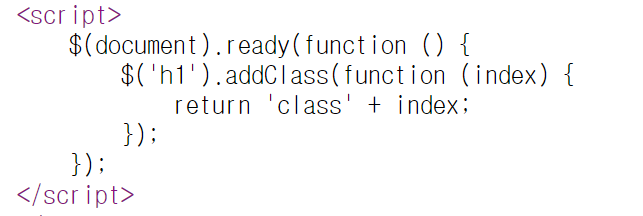 <script>
$(document).ready(function () {
$('h1').addClass(function (index) {
return 'class' + index;
});
});
</script>